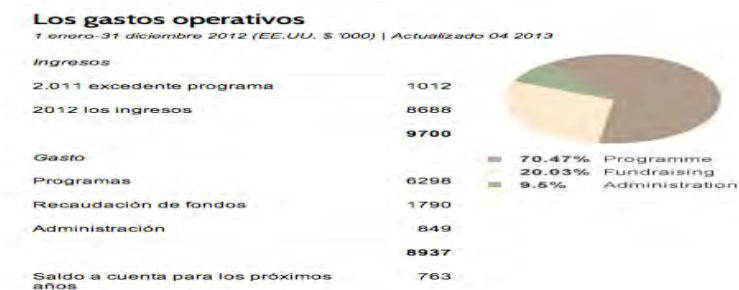 Los gastos operativos
1 enero-31 diciembre 2012 (EE.UU. $ '000) | Actualizado 04 2013
Ingresos
2.011 excedente programa 1012
2012 los ingresos 8688
9700
Gasto
Programas 6298
Recaudación de fondos 1790
Administración 849
8937
Saldo a cuenta para los próximos años 763
70.47% Programme
20.03% Fundraising
9.5% Administration